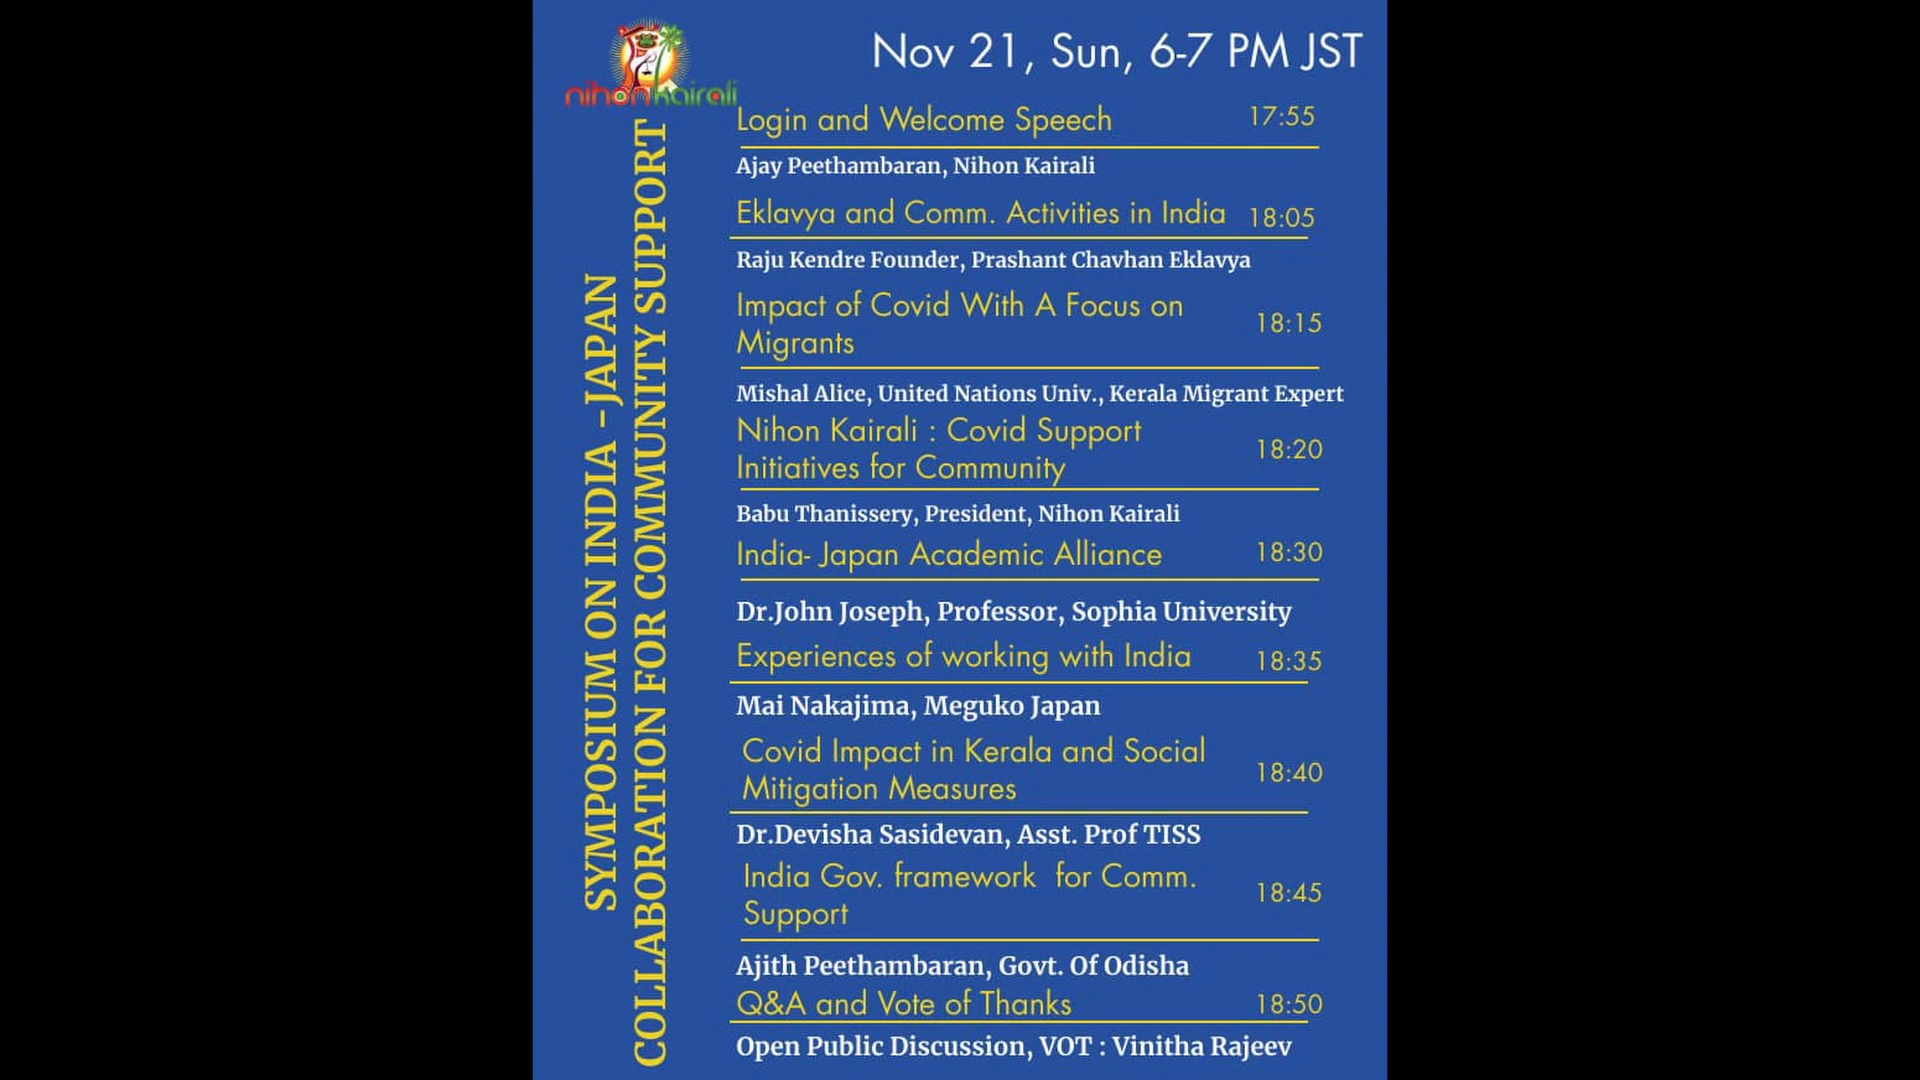 nihonkairali
Nov 21, Sun, 6-7 PM JST
SYMPOSIUM ON INDIA –JAPAN
COLLABORATION FOR COMMUNITY SUPPORT
Login and Welcome Speech 17:55
Ajay Peethambaran, Nihon Kairali
Eklavya and Comm. Activities in India 18:05
Raju Kendre Founder, Prashant Chavhan Eklavya
Impact of Covid With A Focus on
Migrants 18:15
Mishal Alice, United Nations Univ., Kerala Migrant Expert
Nihon Kairali : Covid Support
Initiatives for Community 18:20
Babu Thanissery, President, Nihon Kairali
India- Japan Academic Alliance 18:30
Dr.John Joseph, Professor, Sophia University
Experiences of working with India 18:35
Mai Nakajima, Meguko Japan
Covid Impact in Kerala and Social
Mitigation Measures 18:40
Dr.Devisha Sasidevan, Asst. Prof TISS
India Gov. framework for Comm.
Support 18:45
Ajith Peethambaran, Govt. Of Odisha
Q&A and Vote of Thanks 18:50
Open Public Discussion, VOT : Vinitha Rajeev